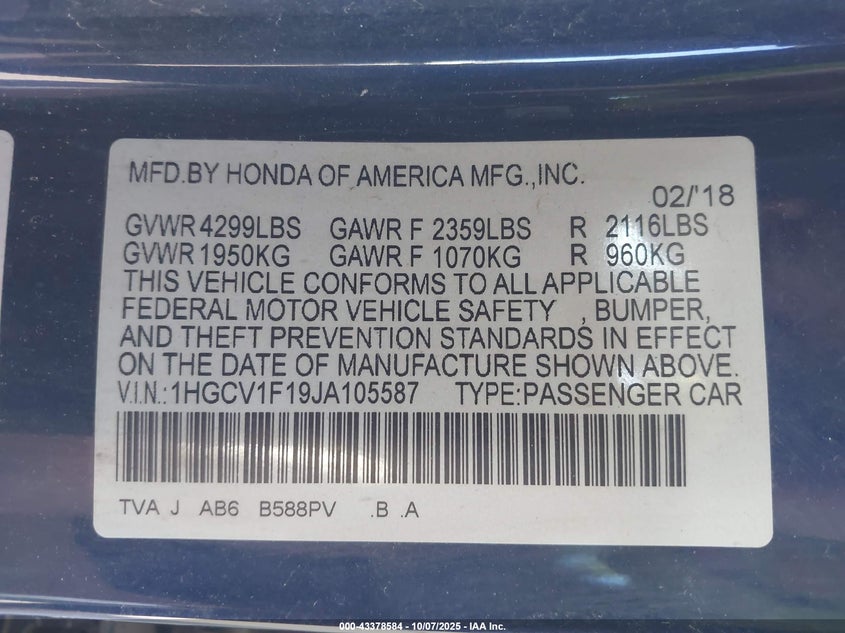 MFD.BY HONDA OF AMERICA MFG.,INC.
02/'18
GVWR 4299LBS GAWR F 2359LBS R 2116LBS
GVWR 1950KG GAWR F 1070KG R 960KG
THIS VEHICLE CONFORMS TO ALL APPLICABLE
FEDERAL MOTOR VEHICLE SAFETY , BUMPER,
AND THEFT PREVENTION STANDARDS IN EFFECT
ON THE DATE OF MANUFACTURE SHOWN ABOVE.
V.I.N.:1HGCV1F19JA105587 TYPE:PASSENGER CAR
TVA J AB6 B588PV .B .A
000-43378584 - 10/07/2025 - IAA Inc.